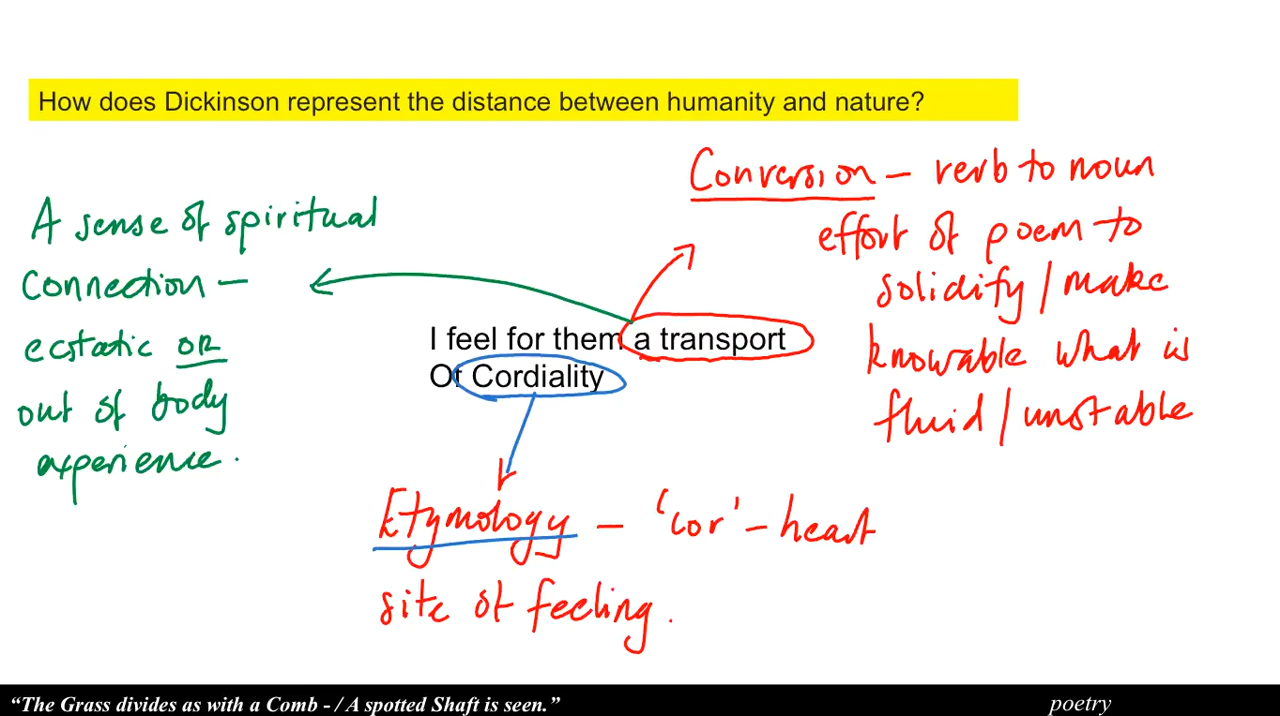 How does Dickinson represent the distance between humanity and nature?
Conversion – verb to noun
effort of poem to
solidify / make
knowable what is
fluid / unstable
A sense of spiritual
connection –
ecstatic OR
out of body
experience.
I feel for them a transport
Of Cordiality
Etymology – 'cor' – heart
site of feeling.
“The Grass divides as with a Comb - / A spotted Shaft is seen.”
poetry